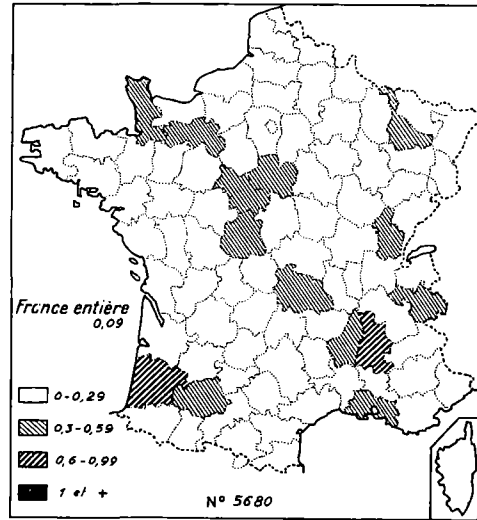 France entière
0,09
0-0,29
0,3-0,59
0,6-0,99
1 et +
N° 5680